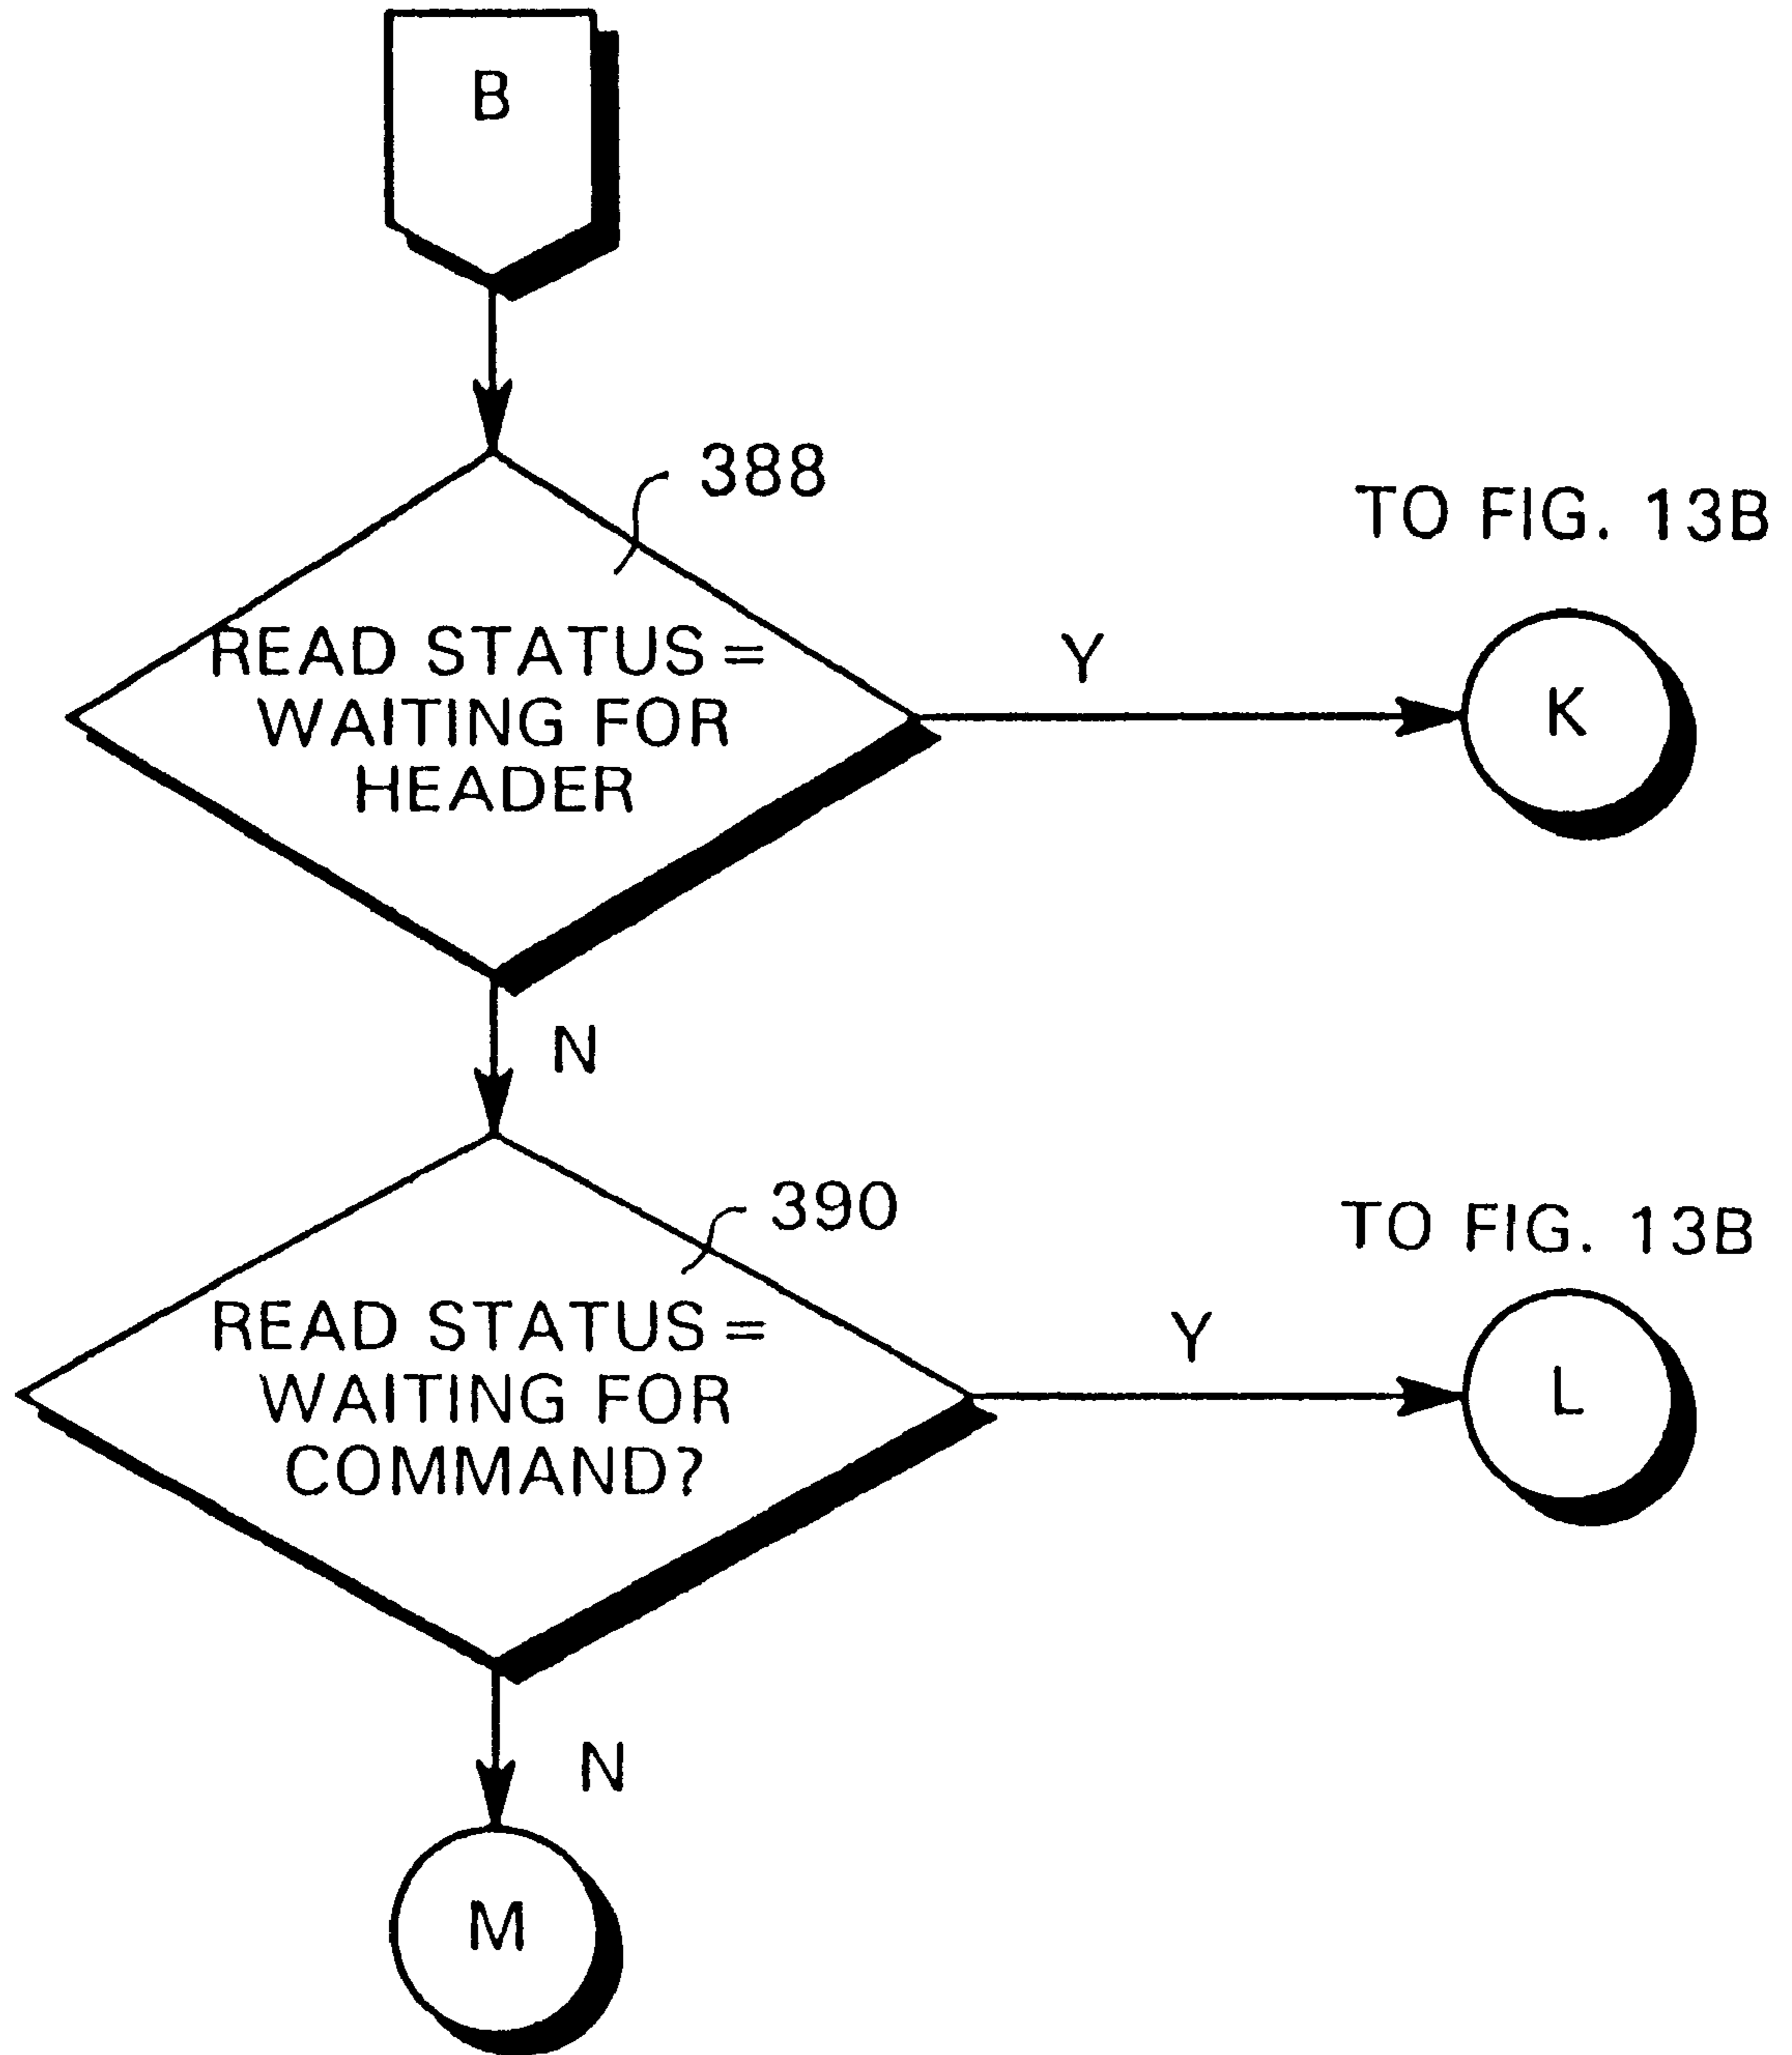 B
388
TO FIG. 13B
READ STATUS =
WAITING FOR
HEADER
Y
K
N
390
TO FIG. 13B
READ STATUS =
WAITING FOR
COMMAND?
Y
L
N
M